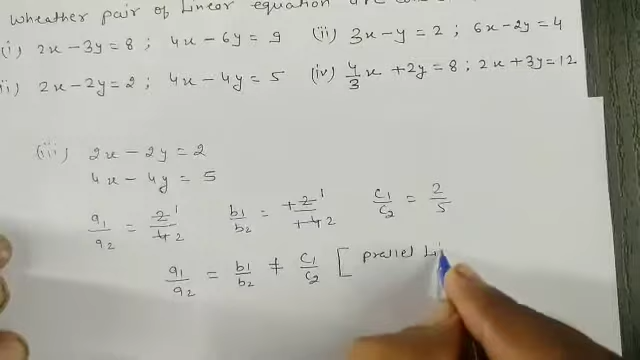 Wheather pair of Linear equation are
(i) 2x - 3y = 8 ; 4x - 6y = 9 (ii) 3x - y = 2 ; 6x - 2y = 4
ii) 2x - 2y = 2 ; 4x - 4y = 5 (iv) 4/3 x + 2y = 8 ; 2x + 3y = 12
(iii) 2x - 2y = 2
4x - 4y = 5
a₁/a₂ = 2 1/4 2 b₁/b₂ = +2 1/+4 2 c₁/c₂ = 2/5
a₁/a₂ = b₁/b₂ ≠ c₁/c₂ [ prallel Li